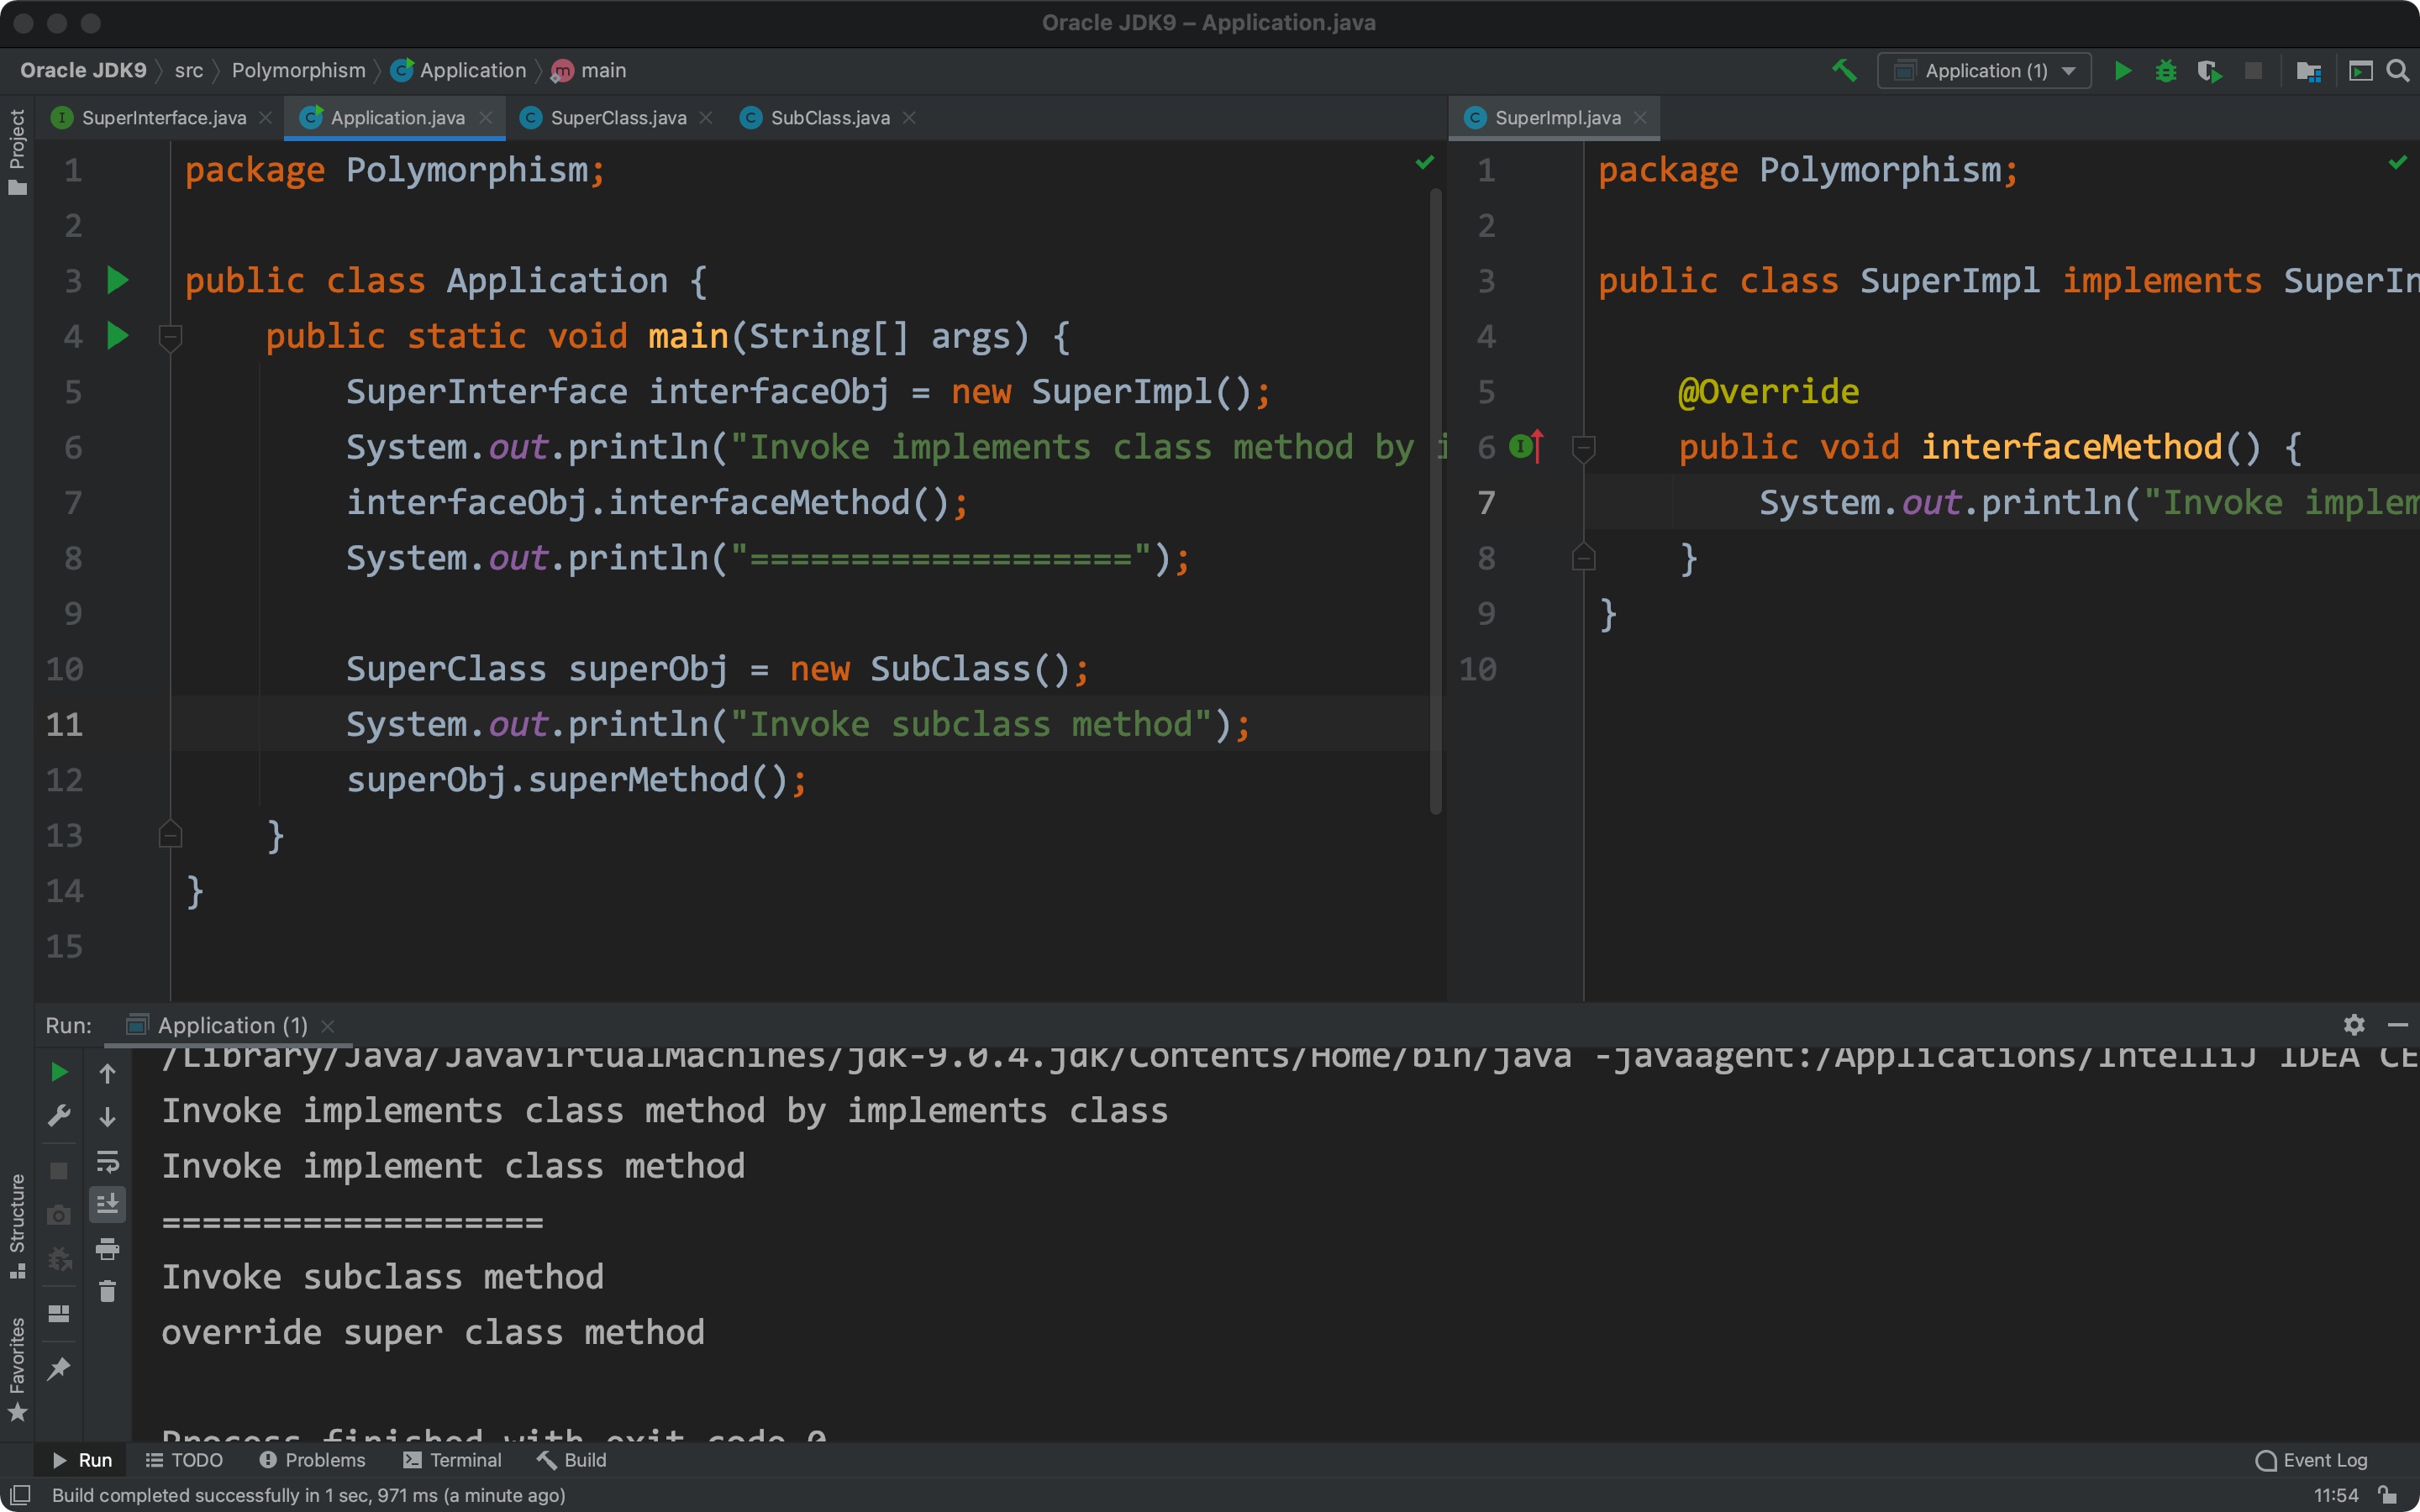 Oracle JDK9 – Application.java
Oracle JDK9 src Polymorphism Application main
Application (1)
Project
SuperInterface.java Application.java SuperClass.java SubClass.java
1 package Polymorphism;
2
3 public class Application {
4 public static void main(String[] args) {
5 SuperInterface interfaceObj = new SuperImpl();
6 System.out.println("Invoke implements class method by i
7 interfaceObj.interfaceMethod();
8 System.out.println("===================");
9
10 SuperClass superObj = new SubClass();
11 System.out.println("Invoke subclass method");
12 superObj.superMethod();
13 }
14 }
15
SuperImpl.java
1 package Polymorphism;
2
3 public class SuperImpl implements SuperIn
4
5 @Override
6 public void interfaceMethod() {
7 System.out.println("Invoke implem
8 }
9 }
10
Run: Application (1)
/Library/Java/JavaVirtualMachines/jdk-9.0.4.jdk/Contents/Home/bin/java -javaagent:/Applications/IntelliJ IDEA CE
Invoke implements class method by implements class
Invoke implement class method
===================
Invoke subclass method
override super class method
Process finished with exit code 0
Structure
Favorites
Run TODO Problems Terminal Build Event Log
Build completed successfully in 1 sec, 971 ms (a minute ago) 11:54